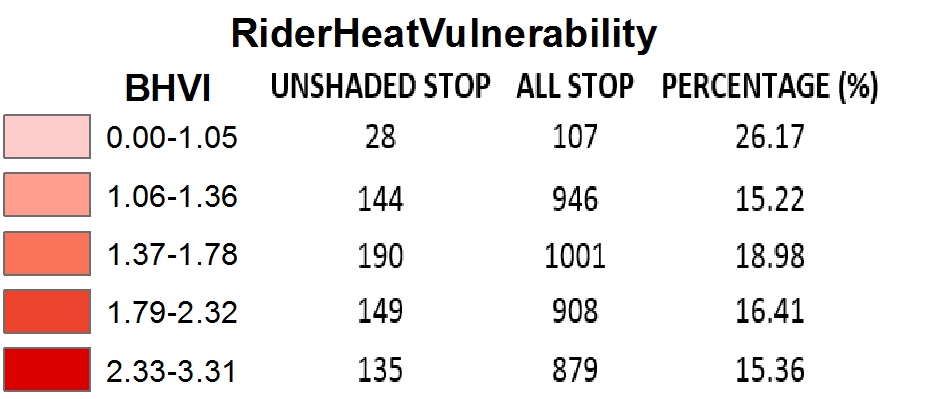 RiderHeatVulnerability
BHVI UNSHADED STOP ALL STOP PERCENTAGE (%)
0.00-1.05 28 107 26.17
1.06-1.36 144 946 15.22
1.37-1.78 190 1001 18.98
1.79-2.32 149 908 16.41
2.33-3.31 135 879 15.36